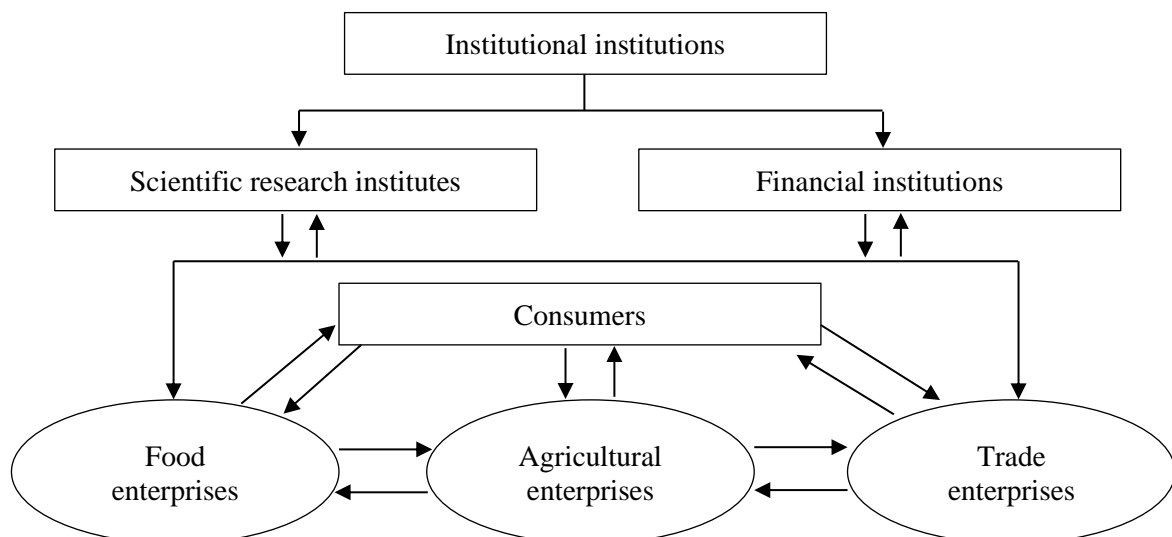 Institutional institutions
Scientific research institutes
Financial institutions
Consumers
Food
enterprises
Agricultural
enterprises
Trade
enterprises